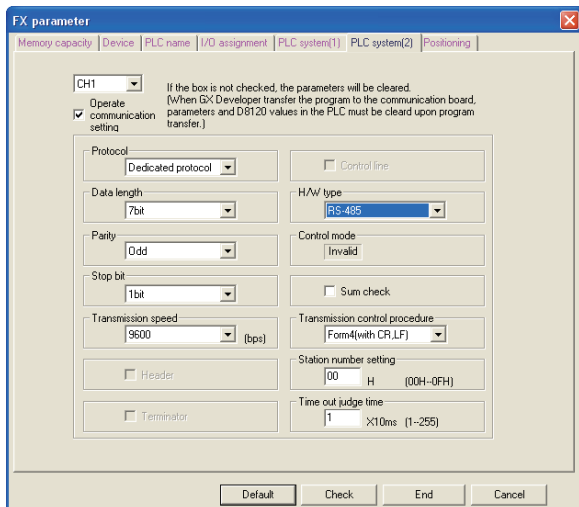 FX parameter
Memory capacity
Device
PLC name
I/O assignment
PLC system(1)
PLC system(2)
Positioning
CH1
Operate
communication
setting
If the box is not checked, the parameters will be cleared.
(When GX Developer transfer the program to the communication board,
parameters and D8120 values in the PLC must be cleard upon program
transfer.)
Protocol
Dedicated protocol
Control line
Data length
7bit
H/W type
RS-485
Parity
Odd
Control mode
Invalid
Stop bit
1bit
Sum check
Transmission speed
9600
(bps)
Transmission control procedure
Form4(with CR,LF)
Header
Station number setting
00
H
(00H--0FH)
Terminator
Time out judge time
1
X10ms (1--255)
Default
Check
End
Cancel